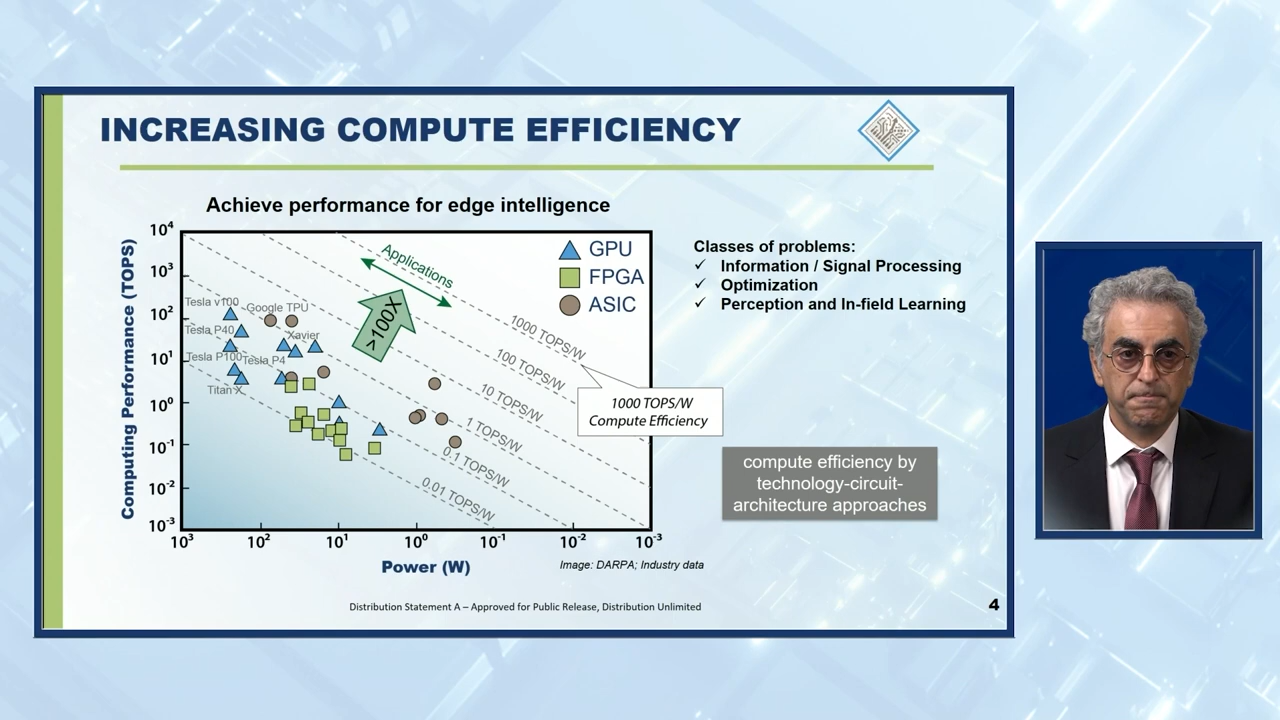 INCREASING COMPUTE EFFICIENCY
Achieve performance for edge intelligence
Computing Performance (TOPS)
10⁴
10³
10²
10¹
10⁰
10⁻¹
10⁻²
10⁻³
GPU
FPGA
ASIC
Applications
>100X
Tesla v100
Google TPU
Tesla P40
Xavier
Tesla P100
Tesla P4
Titan X
1000 TOPS/W
100 TOPS/W
10 TOPS/W
1 TOPS/W
0.1 TOPS/W
0.01 TOPS/W
1000 TOPS/W
Compute Efficiency
10³
10²
10¹
10⁰
10⁻¹
10⁻²
10⁻³
Power (W)
Image: DARPA; Industry data
Classes of problems:
✓ Information / Signal Processing
✓ Optimization
✓ Perception and In-field Learning
compute efficiency by
technology-circuit-
architecture approaches
Distribution Statement A – Approved for Public Release, Distribution Unlimited
4